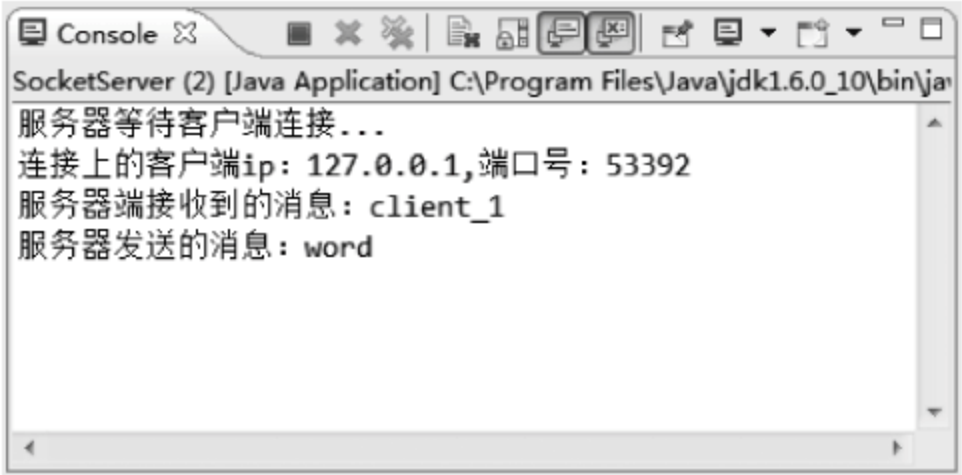 Console
SocketServer (2) [Java Application] C:\Program Files\Java\jdk1.6.0_10\bin\ja
服务器等待客户端连接...
连接上的客户端ip：127.0.0.1,端口号：53392
服务器端接收到的消息：client_1
服务器发送的消息：word